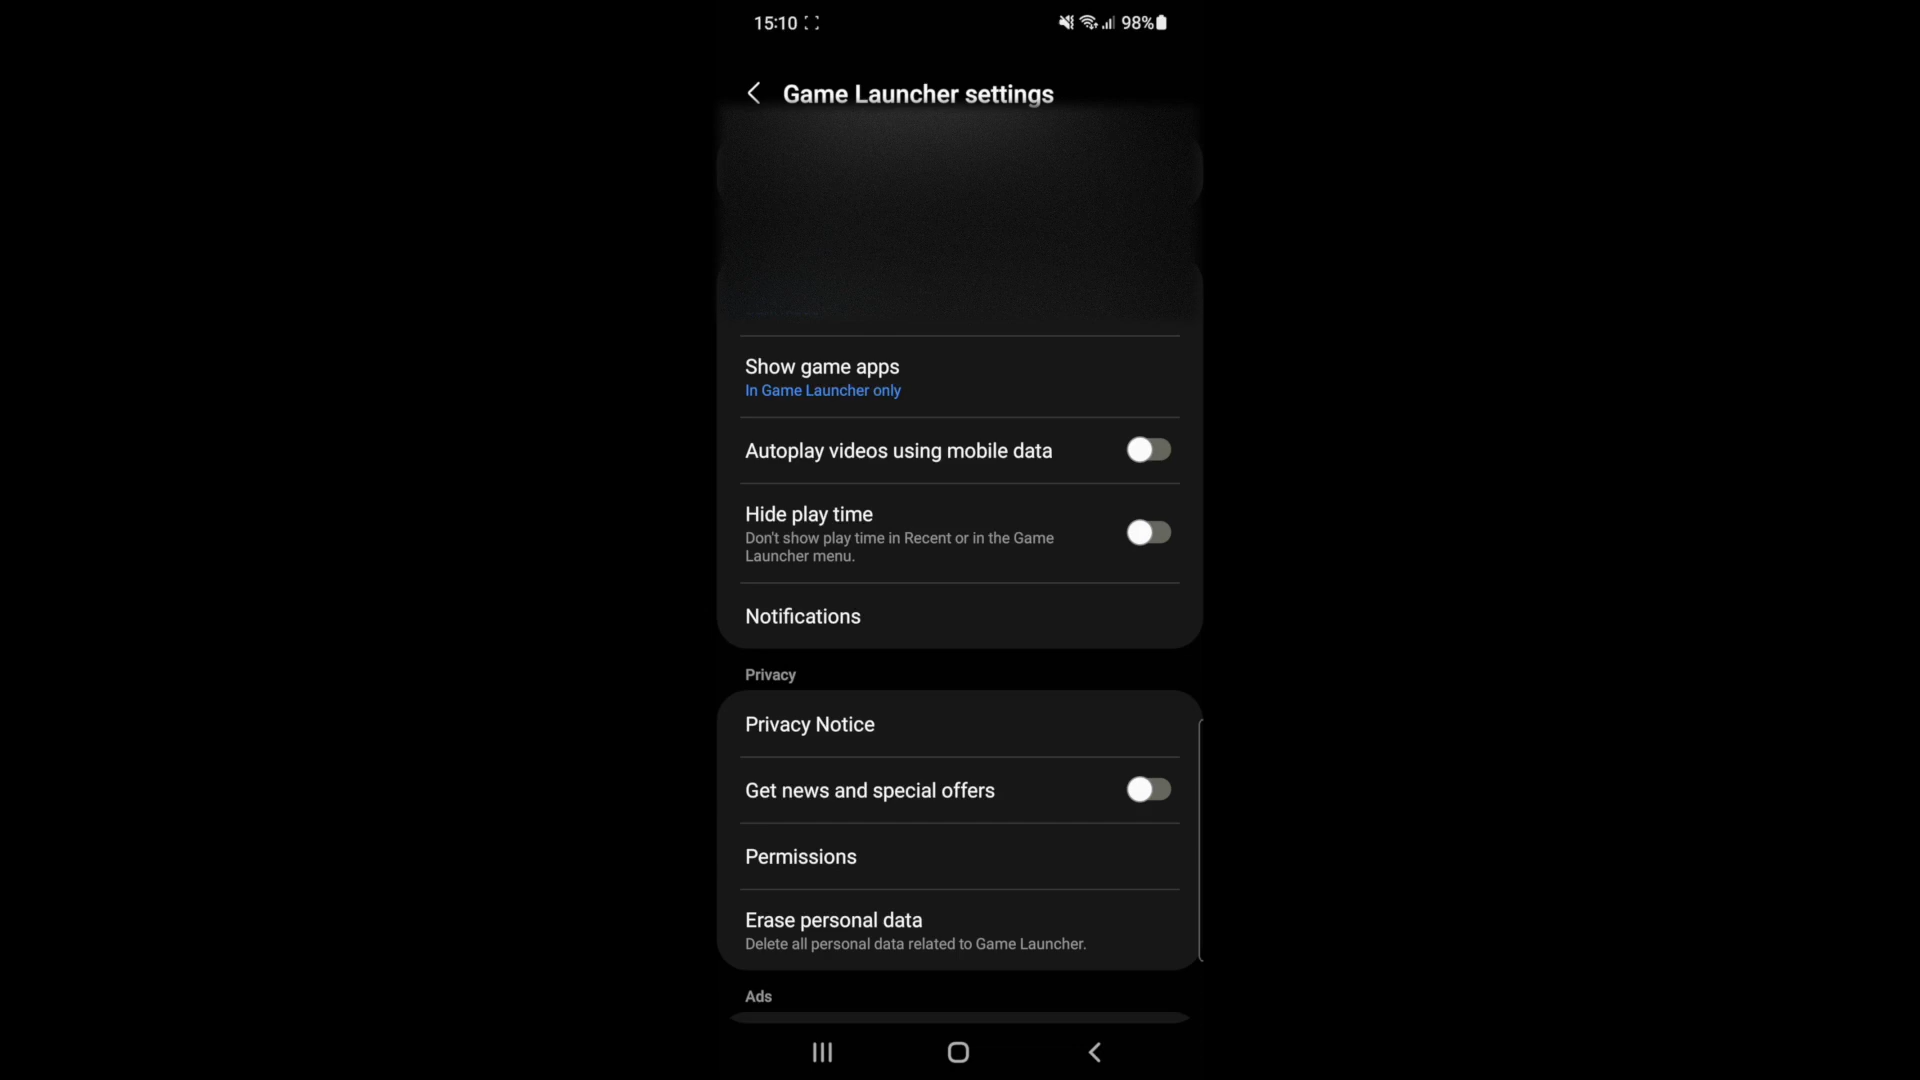 15:10
98%
Game Launcher settings
Show game apps
In Game Launcher only
Autoplay videos using mobile data
Hide play time
Don't show play time in Recent or in the Game
Launcher menu.
Notifications
Privacy
Privacy Notice
Get news and special offers
Permissions
Erase personal data
Delete all personal data related to Game Launcher.
Ads